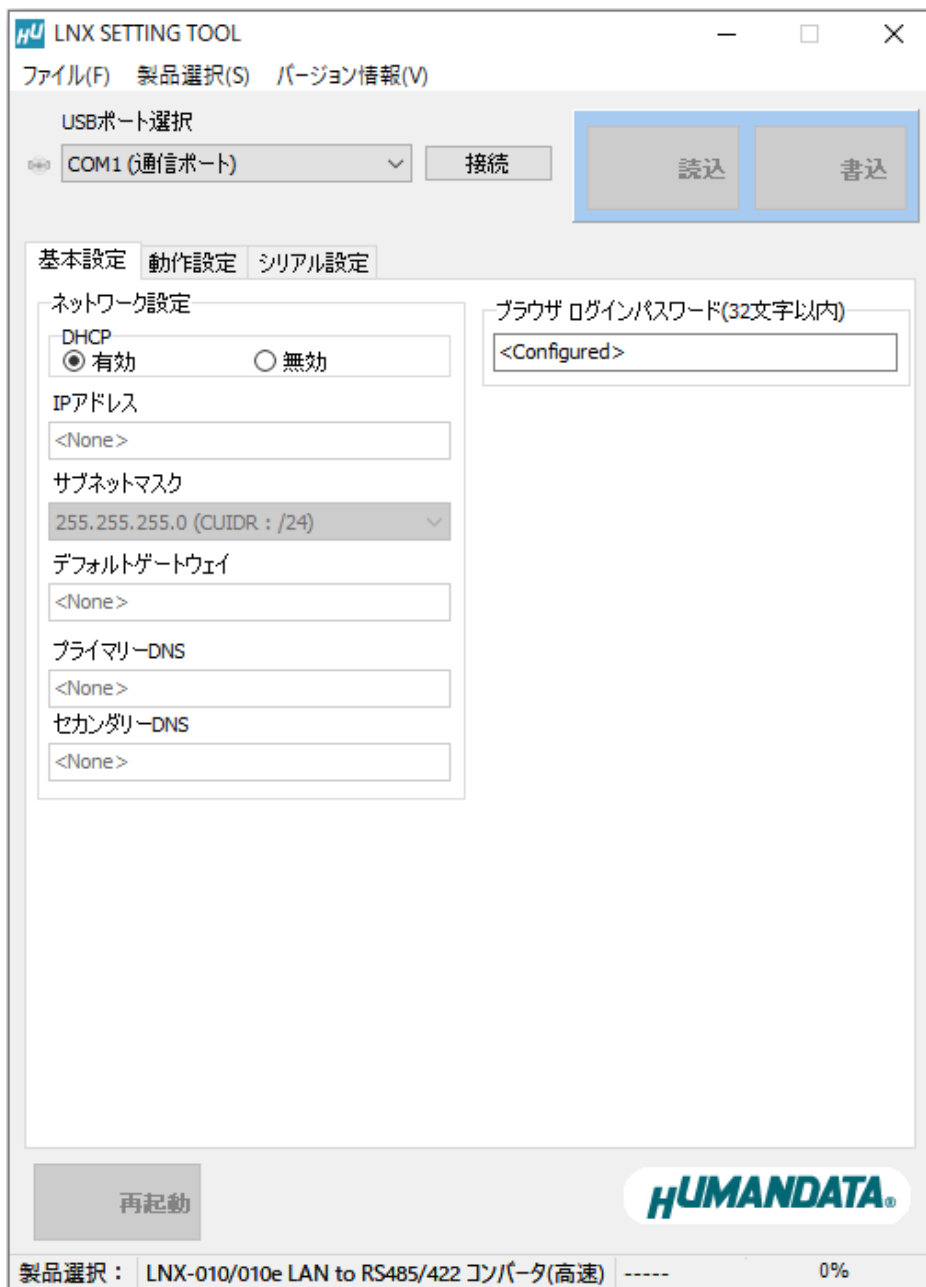 HU LNX SETTING TOOL
ファイル(F) 製品選択(S) バージョン情報(V)
USBポート選択
COM1 (通信ポート) 接続 読込 書込
基本設定 動作設定 シリアル設定
ネットワーク設定
DHCP
有効 無効
IPアドレス
<None>
サブネットマスク
255.255.255.0 (CUIDR : /24)
デフォルトゲートウェイ
<None>
プライマリーDNS
<None>
セカンダリーDNS
<None>
ブラウザ ログインパスワード(32文字以内)
<Configured>
再起動 HUMANDATA®
製品選択: LNX-010/010e LAN to RS485/422 コンバータ(高速) ----- 0%